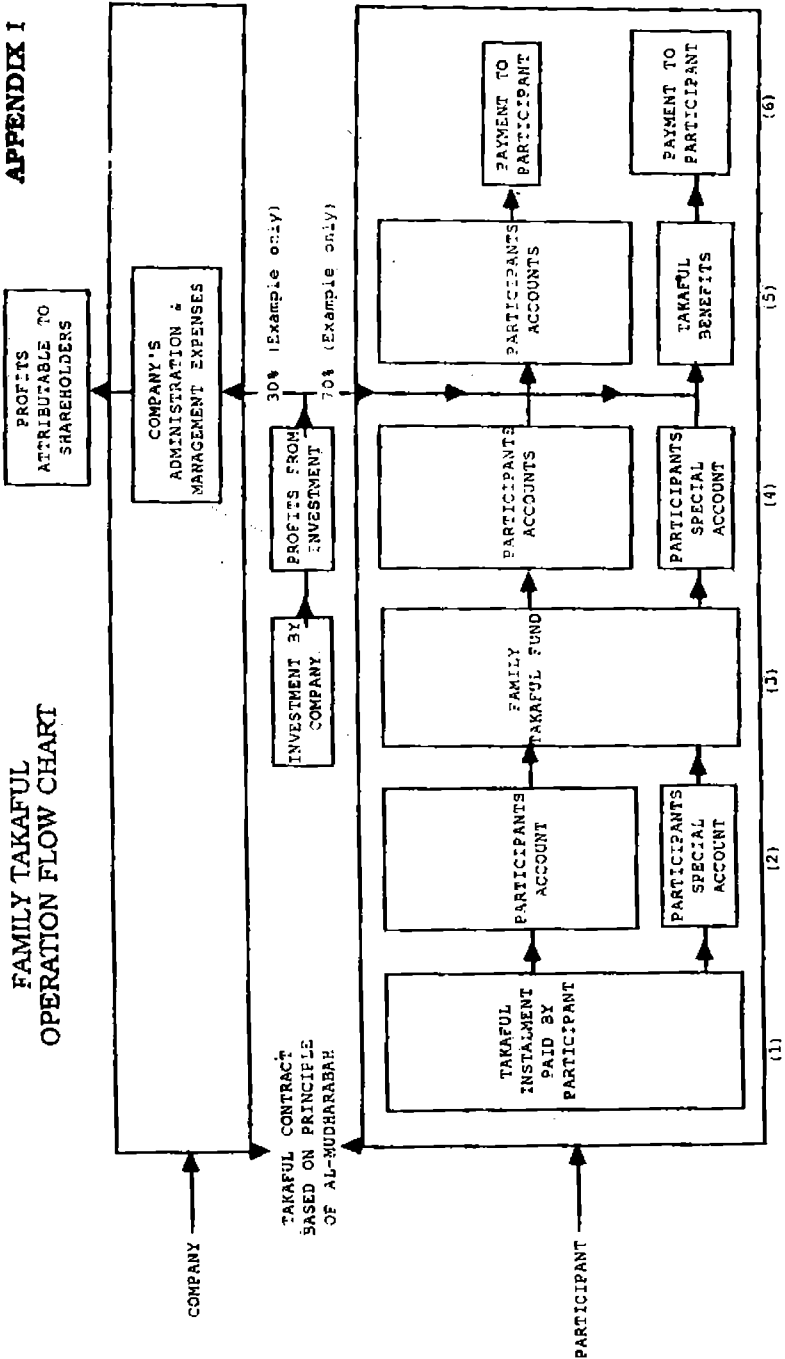 APPENDIX I
FAMILY TAKAFUL
OPERATION FLOW CHART
PROFITS
ATTRIBUTABLE TO
SHAREHOLDERS
COMPANY
COMPANY'S
ADMINISTRATION &
MANAGEMENT EXPENSES
TAKAFUL CONTRACT
BASED ON PRINCIPLE
OF AL-MUDHARABAH
INVESTMENT BY
COMPANY
PROFITS FROM
INVESTMENT
30% (Example only)
70% (Example only)
PARTICIPANT
TAKAFUL
INSTALMENT
PAID BY
PARTICIPANT
PARTICIPANTS
ACCOUNT
PARTICIPANTS
SPECIAL
ACCOUNT
FAMILY
TAKAFUL FUND
PARTICIPANTS
ACCOUNTS
PARTICIPANTS
SPECIAL
ACCOUNT
PARTICIPANTS
ACCOUNTS
TAKAFUL
BENEFITS
PAYMENT TO
PARTICIPANT
PAYMENT TO
PARTICIPANT
(1)
(2)
(3)
(4)
(5)
(6)